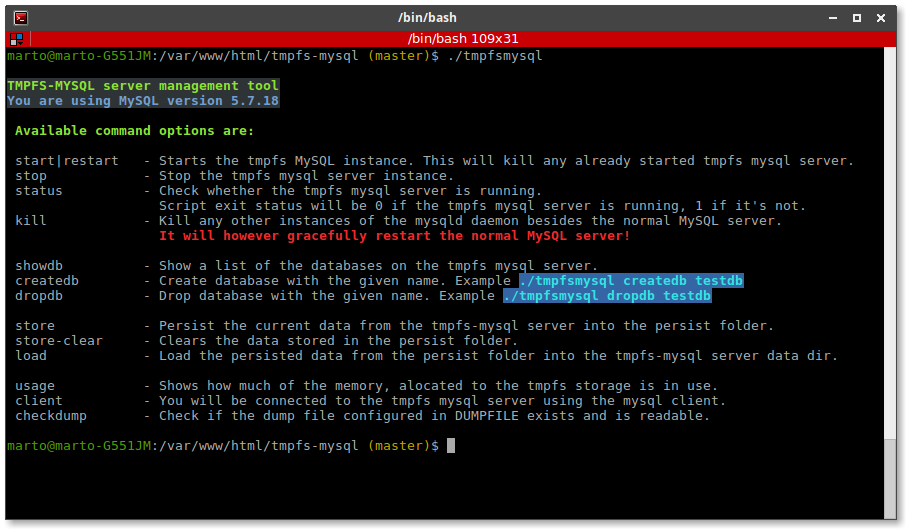 /bin/bash
/bin/bash 109x31
marto@marto-G551JM:/var/www/html/tmpfs-mysql (master)$ ./tmpfsmysql
TMPFS-MYSQL server management tool
You are using MySQL version 5.7.18
Available command options are:
start|restart - Starts the tmpfs MySQL instance. This will kill any already started tmpfs mysql server.
stop - Stop the tmpfs mysql server instance.
status - Check whether the tmpfs mysql server is running.
Script exit status will be 0 if the tmpfs mysql server is running, 1 if it's not.
kill - Kill any other instances of the mysqld daemon besides the normal MySQL server.
It will however gracefully restart the normal MySQL server!
showdb - Show a list of the databases on the tmpfs mysql server.
createdb - Create database with the given name. Example ./tmpfsmysql createdb testdb
dropdb - Drop database with the given name. Example ./tmpfsmysql dropdb testdb
store - Persist the current data from the tmpfs-mysql server into the persist folder.
store-clear - Clears the data stored in the persist folder.
load - Load the persisted data from the persist folder into the tmpfs-mysql server data dir.
usage - Shows how much of the memory, alocated to the tmpfs storage is in use.
client - You will be connected to the tmpfs mysql server using the mysql client.
checkdump - Check if the dump file configured in DUMPFILE exists and is readable.
marto@marto-G551JM:/var/www/html/tmpfs-mysql (master)$